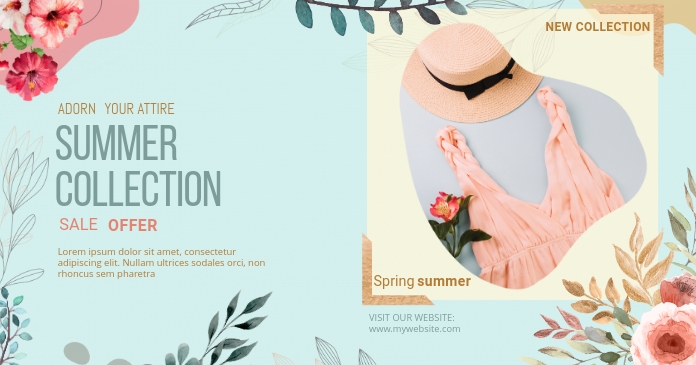 ADORN YOUR ATTIRE
SUMMER
COLLECTION
SALE OFFER
Lorem ipsum dolor sit amet, consectetur
adipiscing elit. Nullam ultrices sodales orci, non
rhoncus sem pharetra
NEW COLLECTION
Spring summer
VISIT OUR WEBSITE:
www.mywebsite.com